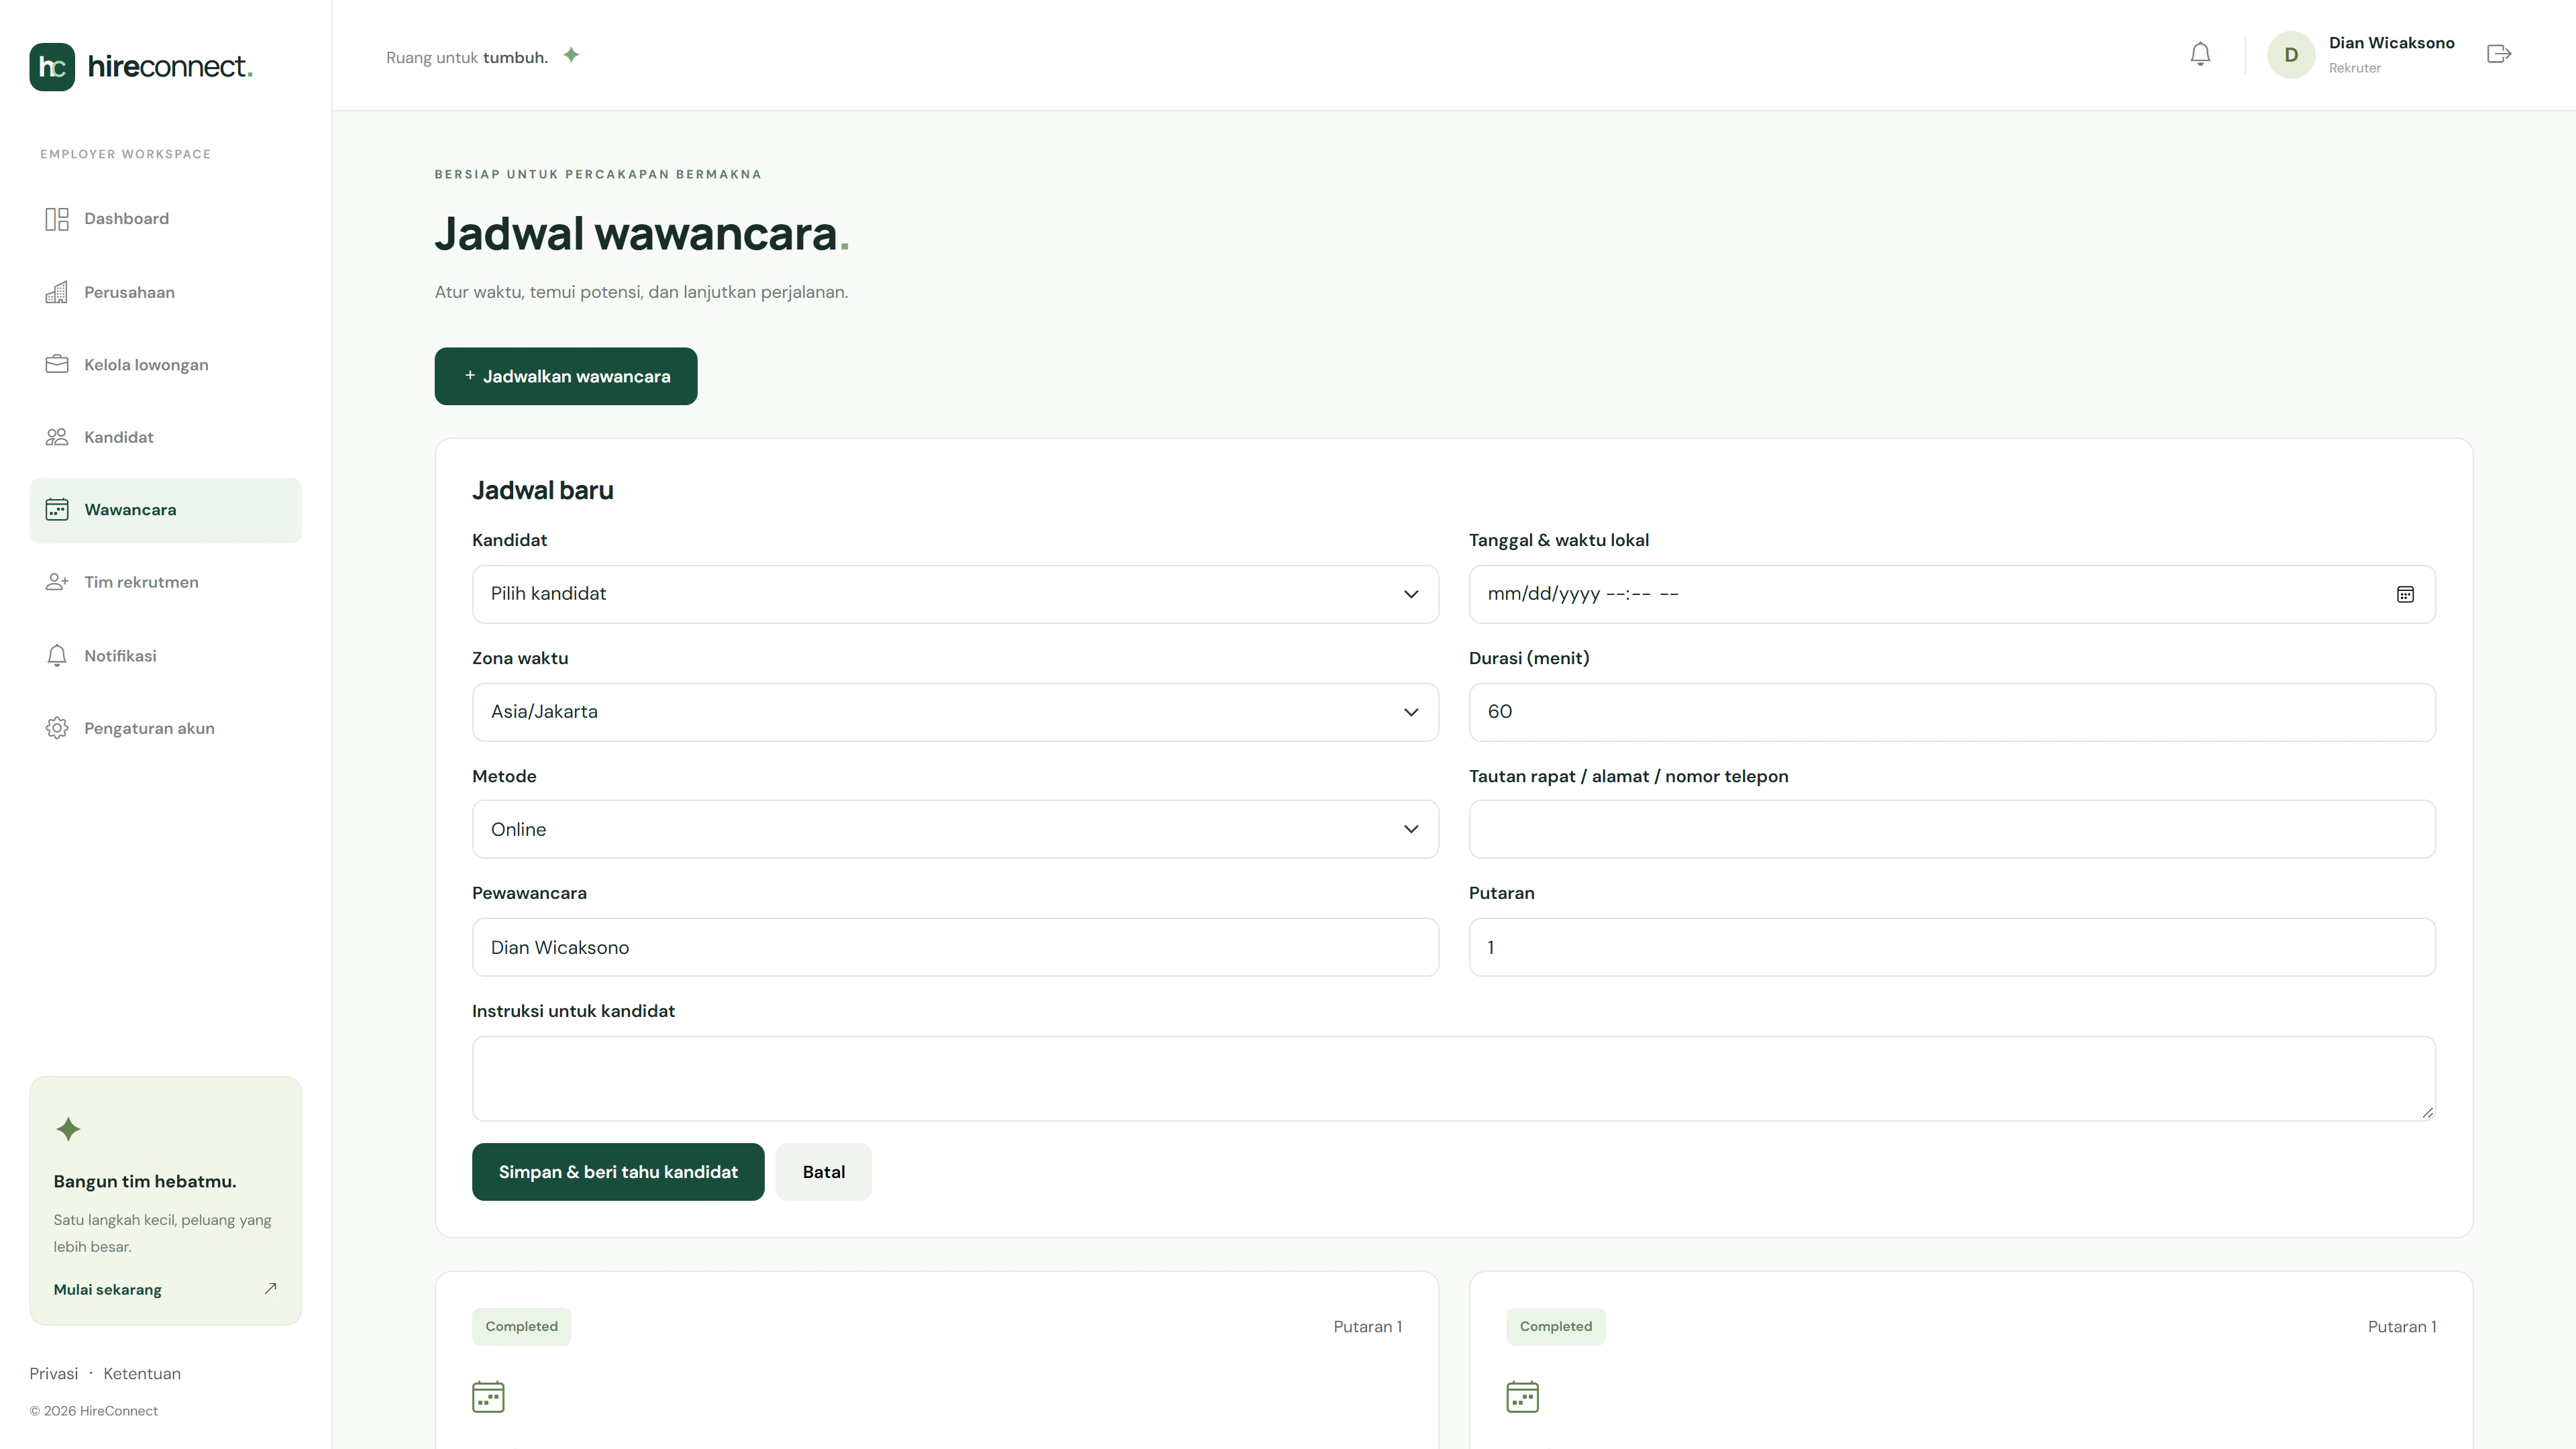 hc hireconnect.
EMPLOYER WORKSPACE
Dashboard
Perusahaan
Kelola lowongan
Kandidat
Wawancara
Tim rekrutmen
Notifikasi
Pengaturan akun
Bangun tim hebatmu.
Satu langkah kecil, peluang yang
lebih besar.
Mulai sekarang
Privasi · Ketentuan
© 2026 HireConnect
Ruang untuk tumbuh.
D
Dian Wicaksono
Rekruter
BERSIAP UNTUK PERCAKAPAN BERMAKNA
Jadwal wawancara.
Atur waktu, temui potensi, dan lanjutkan perjalanan.
+ Jadwalkan wawancara
Jadwal baru
Kandidat
Pilih kandidat
Tanggal & waktu lokal
mm/dd/yyyy --:-- --
Zona waktu
Asia/Jakarta
Durasi (menit)
60
Metode
Online
Tautan rapat / alamat / nomor telepon
Pewawancara
Dian Wicaksono
Putaran
1
Instruksi untuk kandidat
Simpan & beri tahu kandidat
Batal
Completed
Putaran 1
Completed
Putaran 1